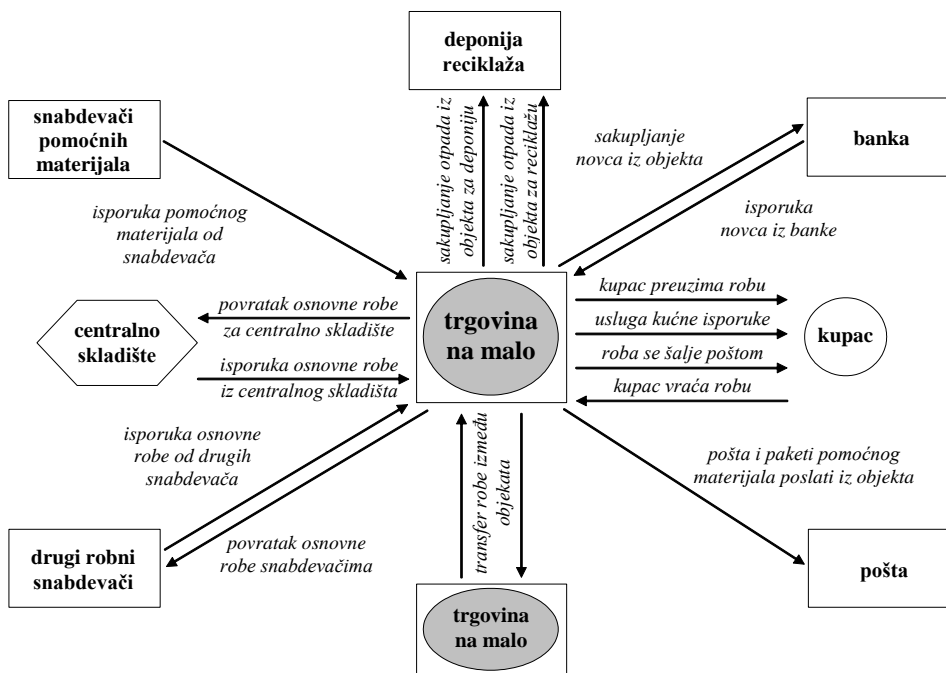 deponija
reciklaža
snabdevači
pomoćnih
materijala
sakupljanje otpada iz
objekta za deponiju
sakupljanje otpada iz
objekta za reciklažu
sakupljanje
novca iz objekta
banka
isporuka pomoćnog
materijala od
snabdevača
isporuka
novca iz banke
povratak osnovne robe
za centralno skladište
centralno
skladište
isporuka osnovne robe
iz centralnog skladišta
trgovina
na malo
kupac preuzima robu
usluga kućne isporuke
roba se šalje poštom
kupac vraća robu
kupac
isporuka osnovne
robe od drugih
snabdevača
transfer robe između
objekata
pošta i paketi pomoćnog
materijala poslati iz objekta
drugi robni
snabdevači
povratak osnovne
robe snabdevačima
pošta
trgovina
na malo